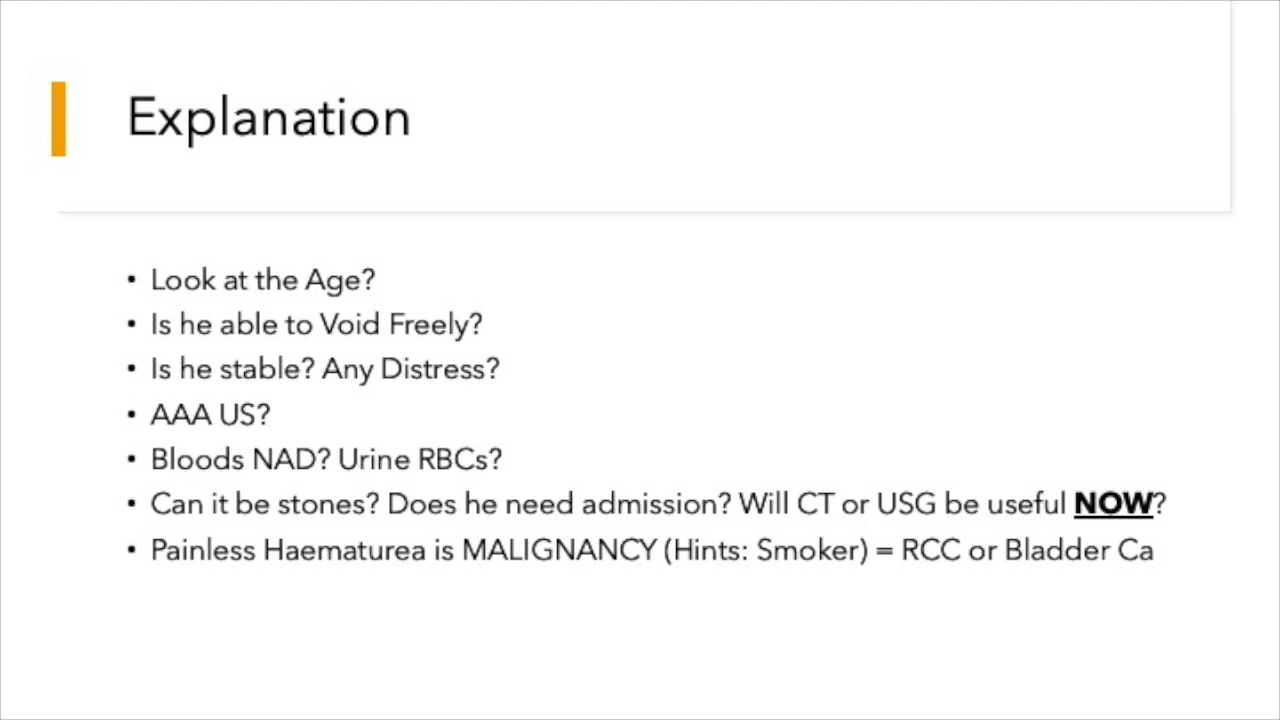 Explanation
• Look at the Age?
• Is he able to Void Freely?
• Is he stable? Any Distress?
• AAA US?
• Bloods NAD? Urine RBCs?
• Can it be stones? Does he need admission? Will CT or USG be useful NOW?
• Painless Haematurea is MALIGNANCY (Hints: Smoker) = RCC or Bladder Ca